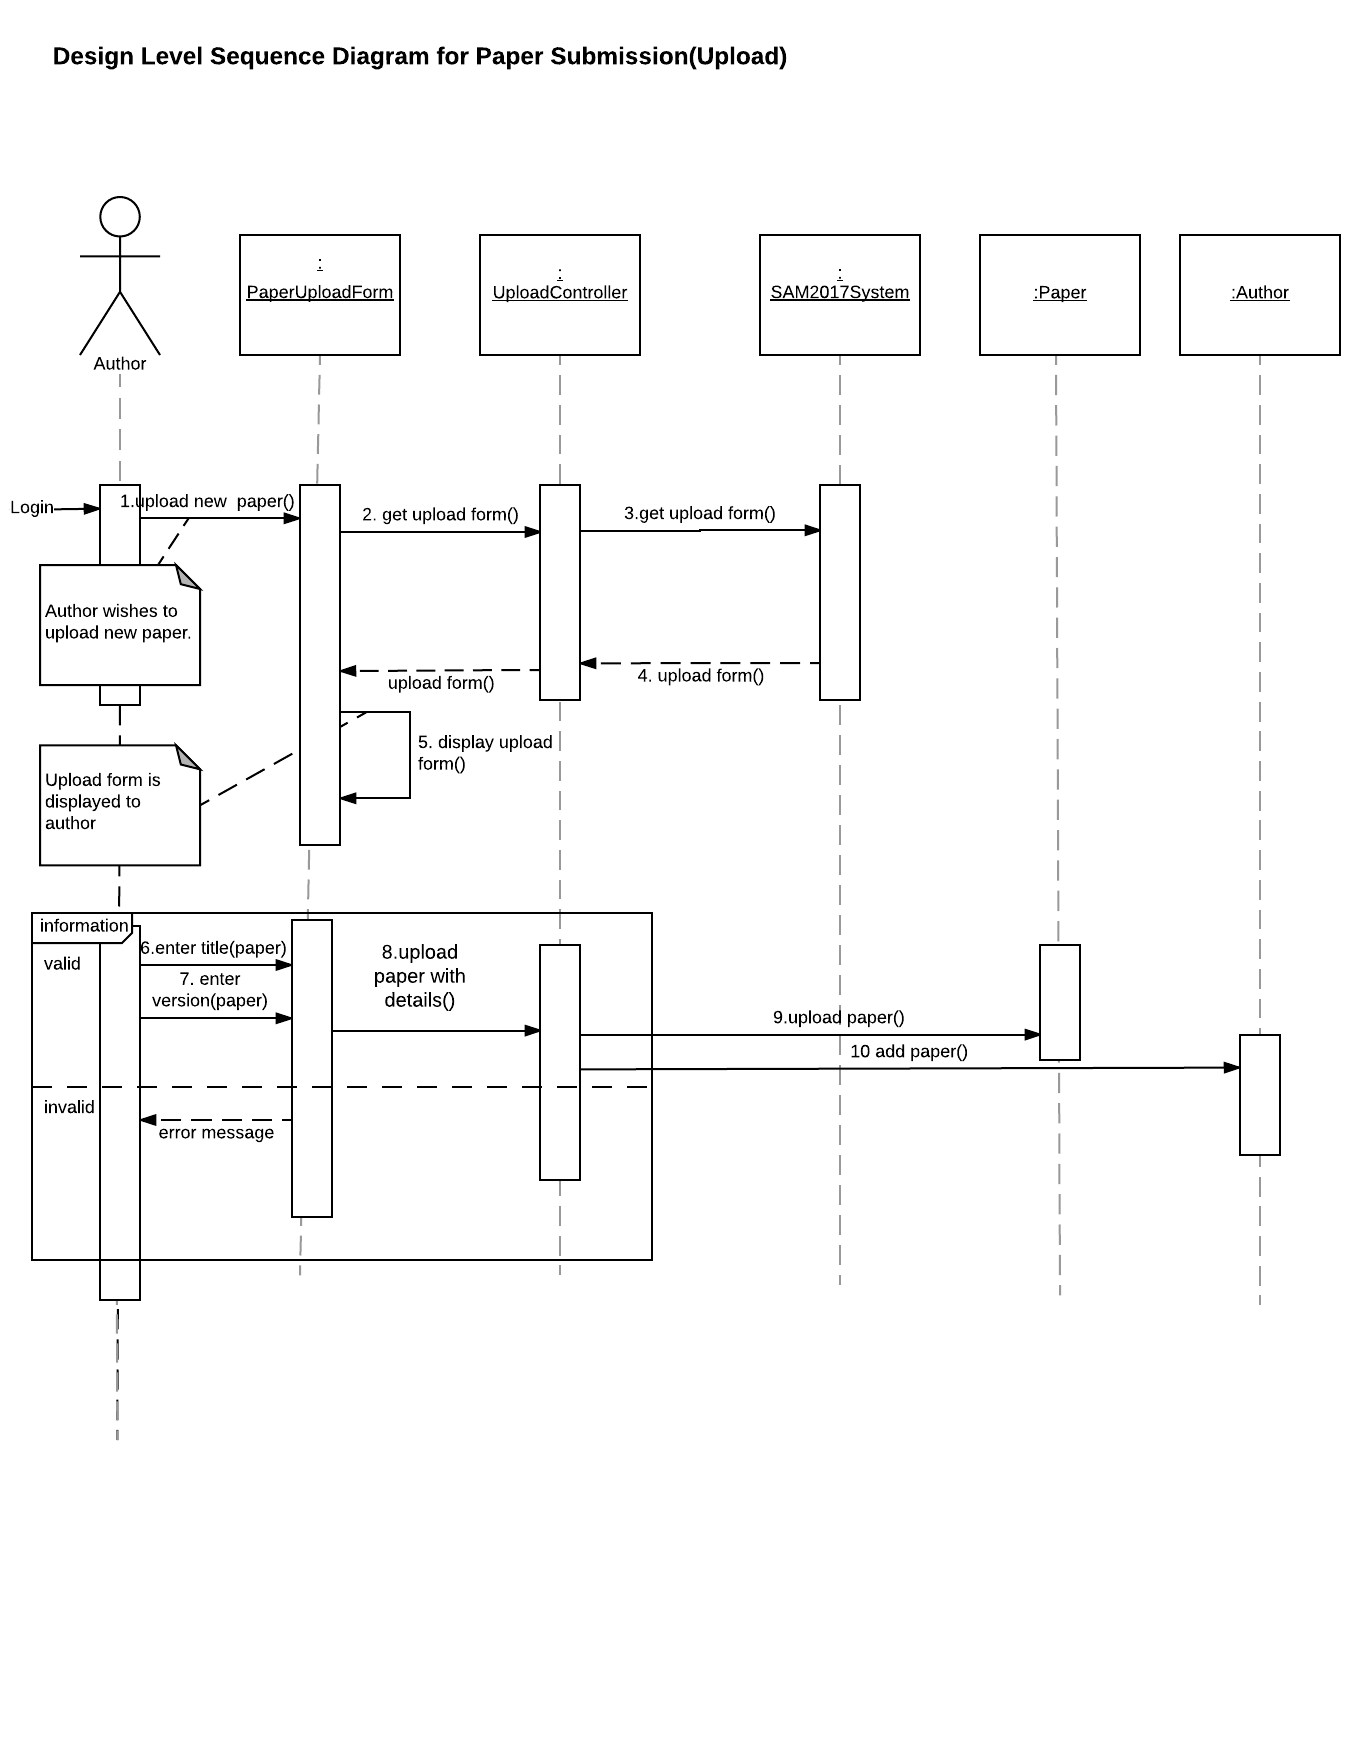 Design Level Sequence Diagram for Paper Submission(Upload)
Author
:
PaperUploadForm
:
UploadController
:
SAM2017System
:Paper
:Author
Login
1.upload new  paper()
2. get upload form()
3.get upload form()
Author wishes to
upload new paper.
upload form()
4. upload form()
5. display upload
form()
Upload form is
displayed to
author
information
valid
6.enter title(paper)
7. enter
version(paper)
8.upload
paper with
details()
9.upload paper()
10 add paper()
invalid
error message